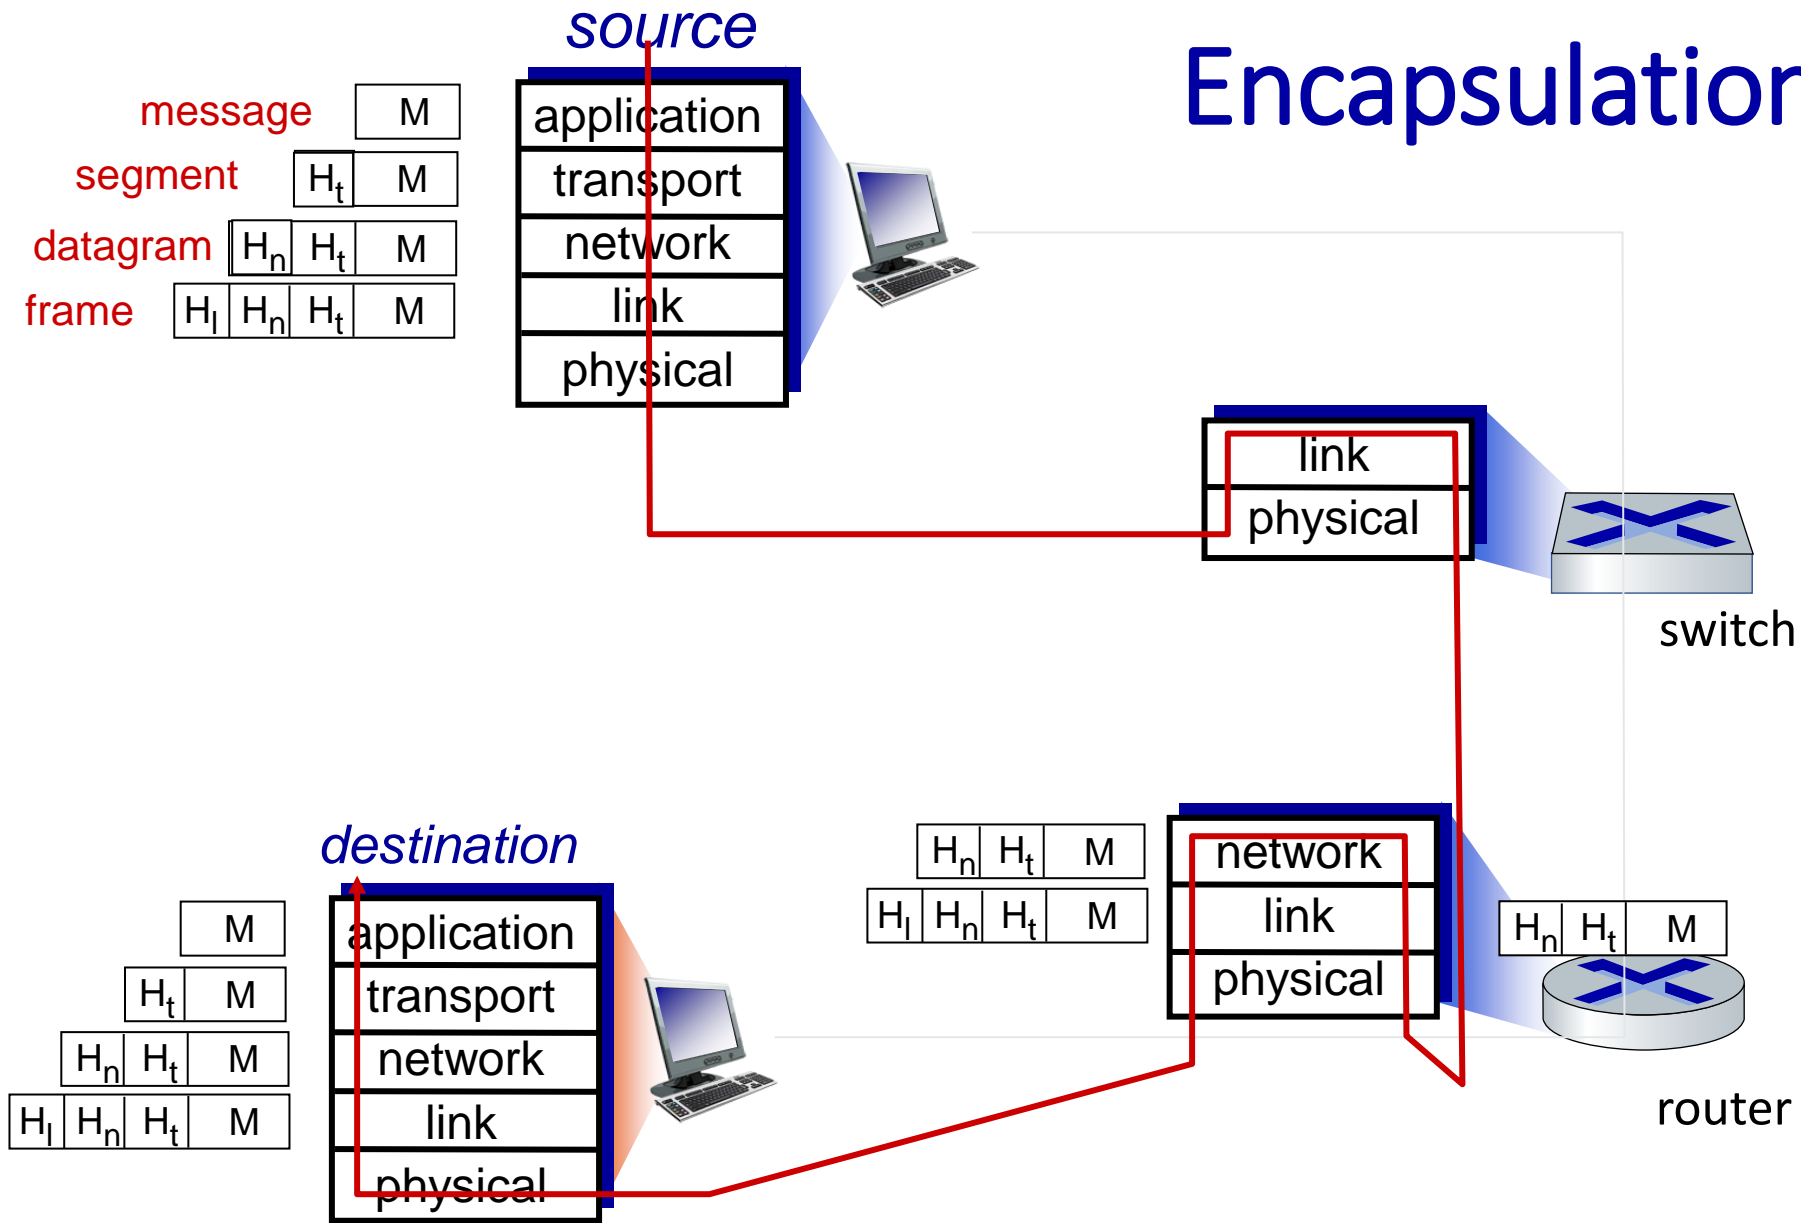 source
Encapsulation
message M
application
segment Ht M
transport
datagram Hn Ht M
network
frame Hl Hn Ht M
link
physical
link
physical
switch
destination
Hn Ht M
network
Hl Hn Ht M
link
Hn Ht M
physical
router
M
application
Ht M
transport
Hn Ht M
network
Hl Hn Ht M
link
physical